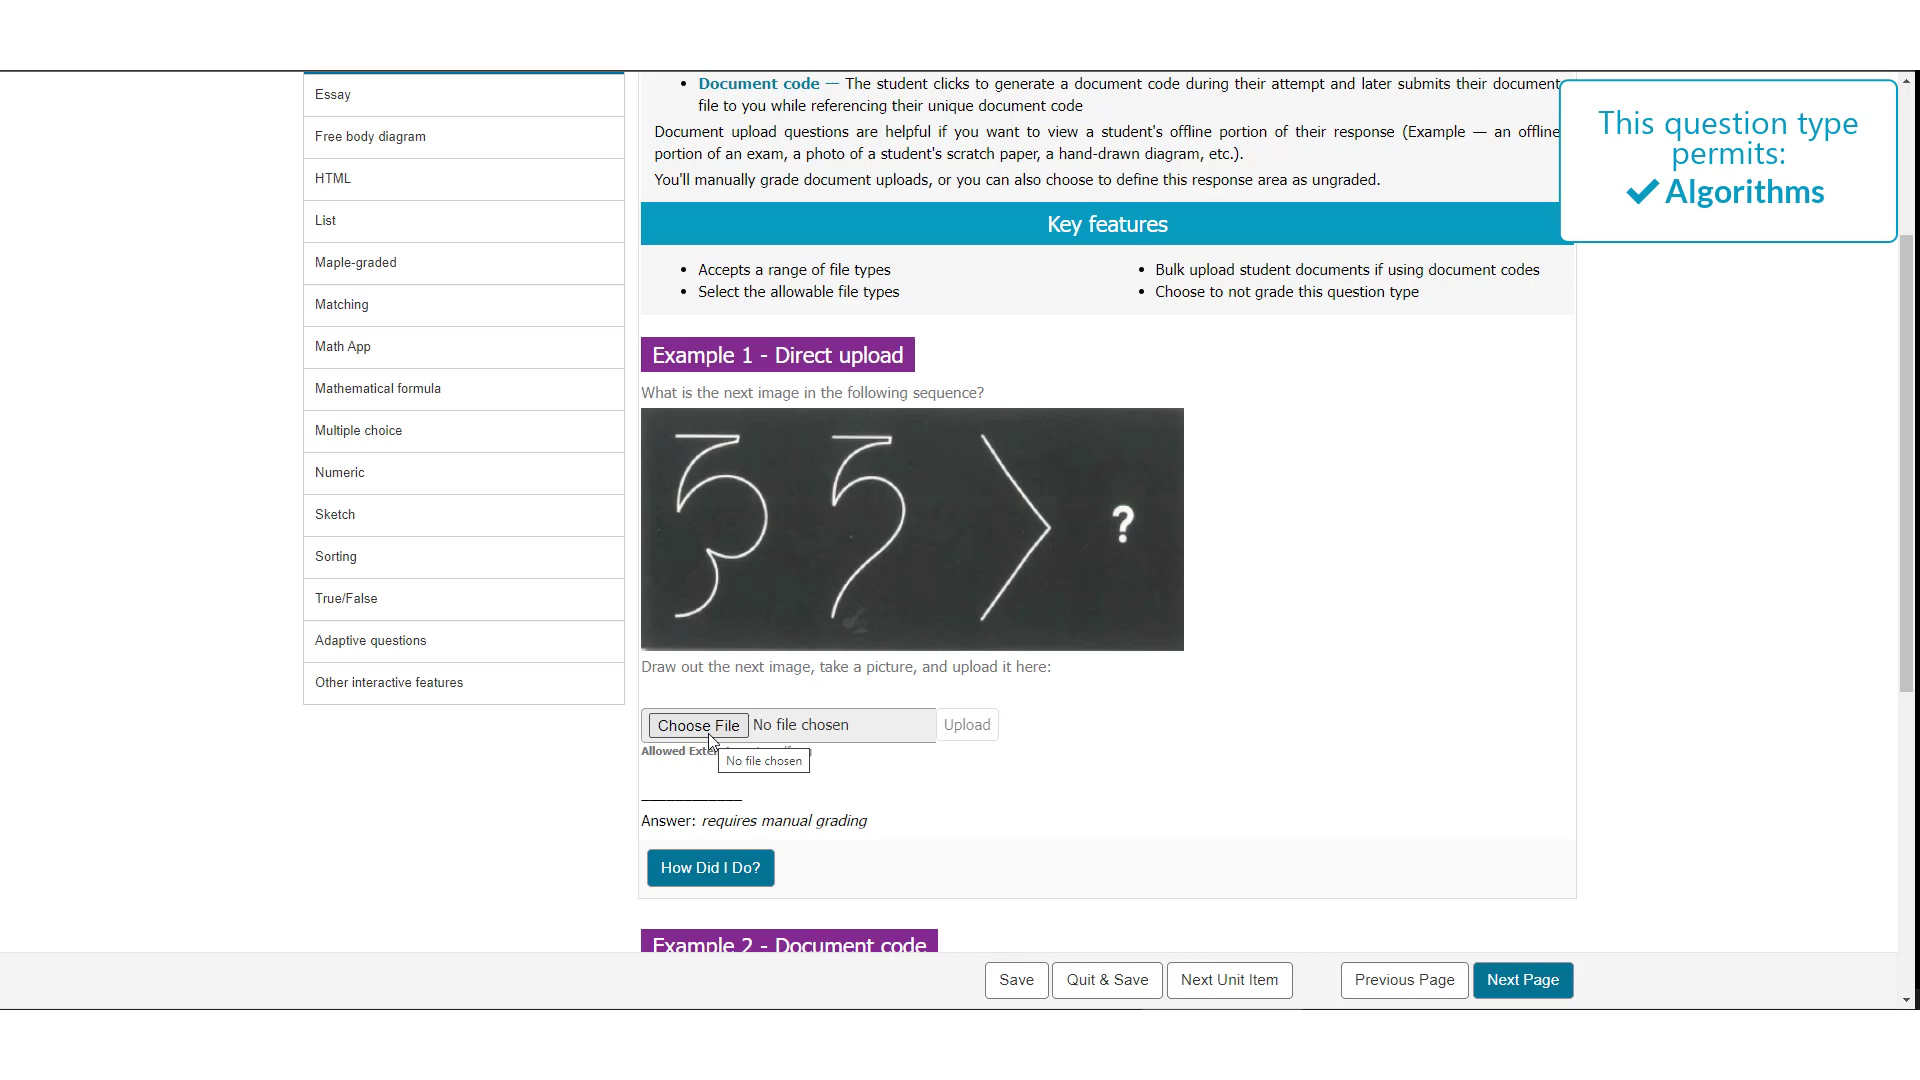 Essay
Free body diagram
HTML
List
Maple-graded
Matching
Math App
Mathematical formula
Multiple choice
Numeric
Sketch
Sorting
True/False
Adaptive questions
Other interactive features
• Document code — The student clicks to generate a document code during their attempt and later submits their document
file to you while referencing their unique document code
Document upload questions are helpful if you want to view a student's offline portion of their response (Example — an offline
portion of an exam, a photo of a student's scratch paper, a hand-drawn diagram, etc.).
You'll manually grade document uploads, or you can also choose to define this response area as ungraded.
This question type
permits:
✔ Algorithms
Key features
• Accepts a range of file types
• Select the allowable file types
• Bulk upload student documents if using document codes
• Choose to not grade this question type
Example 1 - Direct upload
What is the next image in the following sequence?
?
Draw out the next image, take a picture, and upload it here:
Choose File No file chosen Upload
Allowed
No file chosen
Answer: requires manual grading
How Did I Do?
Example 2 - Document code
Save Quit & Save Next Unit Item Previous Page Next Page